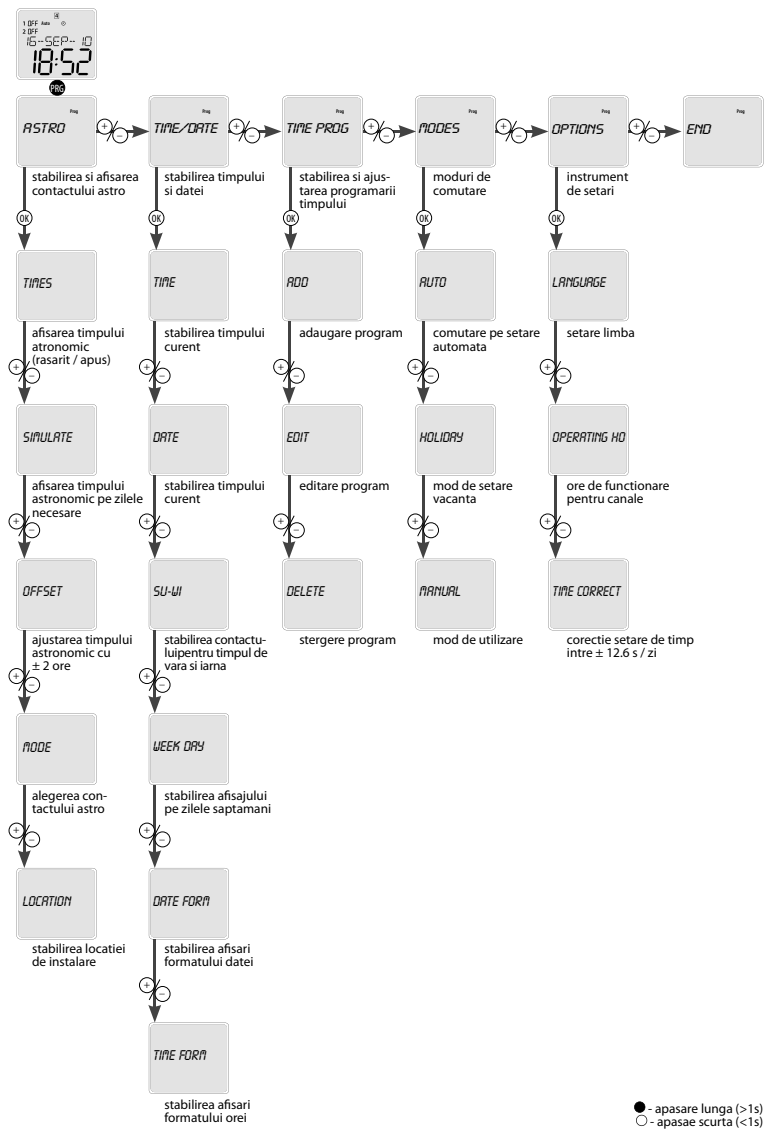 4
1 OFF Auto
2 OFF
16--SEP-- 10
18:52
PRG
Prog
ASTRO
+ −
Prog
TIME/DATE
+ −
Prog
TIME PROG
+ −
Prog
MODES
+ −
Prog
OPTIONS
+ −
Prog
END
stabilirea si afisarea
contactului astro
OK
stabilirea timpului
si datei
OK
stabilirea si ajus-
tarea programarii
timpului
OK
moduri de
comutare
OK
instrument
de setari
OK
TIMES
TIME
ADD
AUTO
LANGUAGE
afisarea timpului
atronomic
(rasarit / apus)
+ −
stabilirea timpului
curent
+ −
adaugare program
+ −
comutare pe setare
automata
+ −
setare limba
+ −
SIMULATE
DATE
EDIT
HOLIDAY
OPERATING HO
afisarea timpului
astronomic pe zilele
necesare
+ −
stabilirea timpului
curent
+ −
editare program
+ −
mod de setare
vacanta
+ −
ore de functionare
pentru canale
+ −
OFFSET
SU-WI
DELETE
MANUAL
TIME CORRECT
ajustarea timpului
astronomic cu
± 2 ore
+ −
stabilirea contactu-
luipentru timpul de
vara si iarna
+ −
stergere program
mod de utilizare
corectie setare de timp
intre ± 12.6 s / zi
MODE
WEEK DAY
alegerea con-
tactului astro
+ −
stabilirea afisajului
pe zilele saptamani
+ −
LOCATION
DATE FORM
stabilirea locatiei
de instalare
stabilirea afisari
formatului datei
+ −
TIME FORM
stabilirea afisari
formatului orei
- apasare lunga (>1s)
- apasae scurta (<1s)